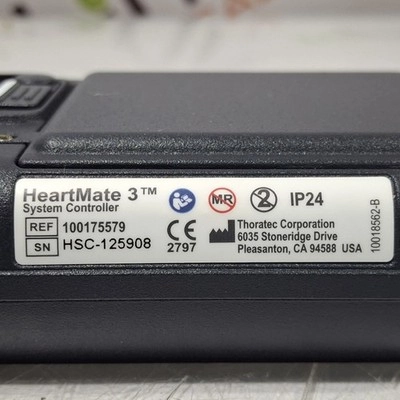 HeartMate 3™
System Controller
MR
2
IP24
REF 100175579
SN HSC-125908
CE
2797
Thoratec Corporation
6035 Stoneridge Drive
Pleasanton, CA 94588 USA
10018562-B